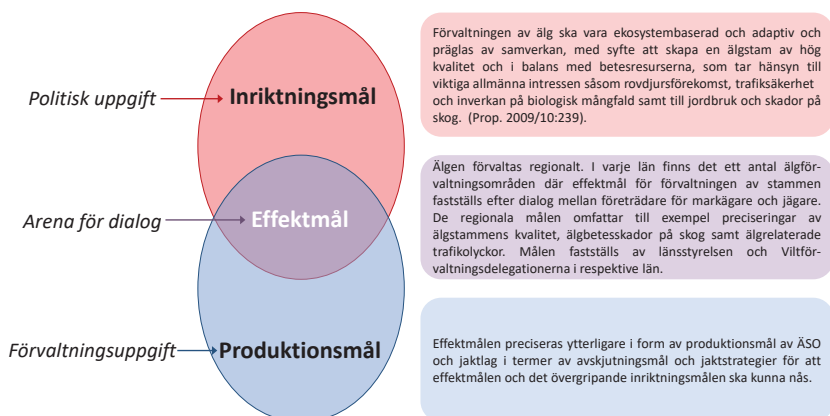 Politisk uppgift
Inriktningsmål
Förvaltningen av älg ska vara ekosystembaserad och adaptiv och
präglas av samverkan, med syfte att skapa en älgstam av hög
kvalitet och i balans med betesresurserna, som tar hänsyn till
viktiga allmänna intressen såsom rovdjursförekomst, trafiksäkerhet
och inverkan på biologisk mångfald samt till jordbruk och skador på
skog. (Prop. 2009/10:239).
Arena för dialog
Effektmål
Älgen förvaltas regionalt. I varje län finns det ett antal älgför-
valtningsområden där effektmål för förvaltningen av stammen
fastställs efter dialog mellan företrädare för markägare och jägare.
De regionala målen omfattar till exempel preciseringar av
älgstammens kvalitet, älgbetesskador på skog samt älgrelaterade
trafikolyckor. Målen fastställs av länsstyrelsen och Viltför-
valtningsdelegationerna i respektive län.
Förvaltningsuppgift
Produktionsmål
Effektmålen preciseras ytterligare i form av produktionsmål av ÄSO
och jaktlag i termer av avskjutningsmål och jaktstrategier för att
effektmålen och det övergripande inriktningsmålen ska kunna nås.